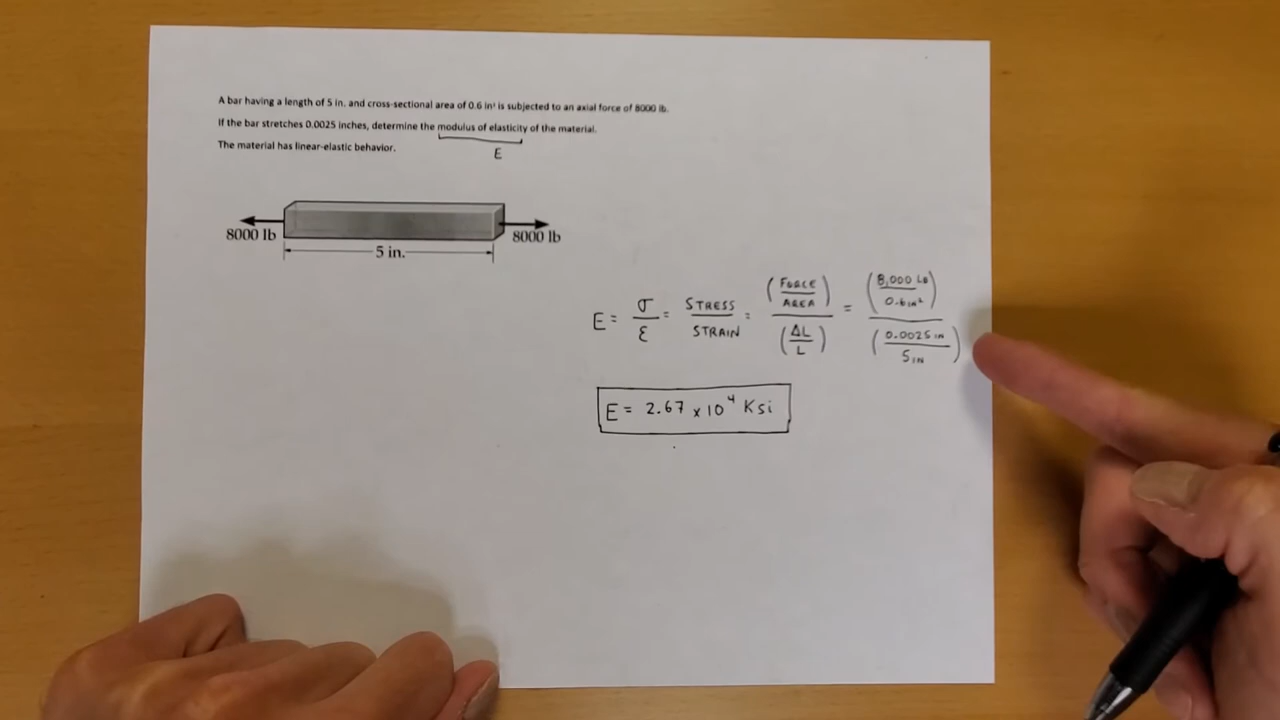 A bar having a length of 5 in. and cross-sectional area of 0.6 in² is subjected to an axial force of 8000 lb.
If the bar stretches 0.0025 inches, determine the modulus of elasticity of the material.
The material has linear-elastic behavior.
E
8000 lb
8000 lb
5 in.
E = σ/ε = STRESS/STRAIN = (FORCE/AREA)/(ΔL/L) = (8,000 Lb/0.6 in²)/(0.0025 IN/5 IN)
E = 2.67 x 10⁴ Ksi